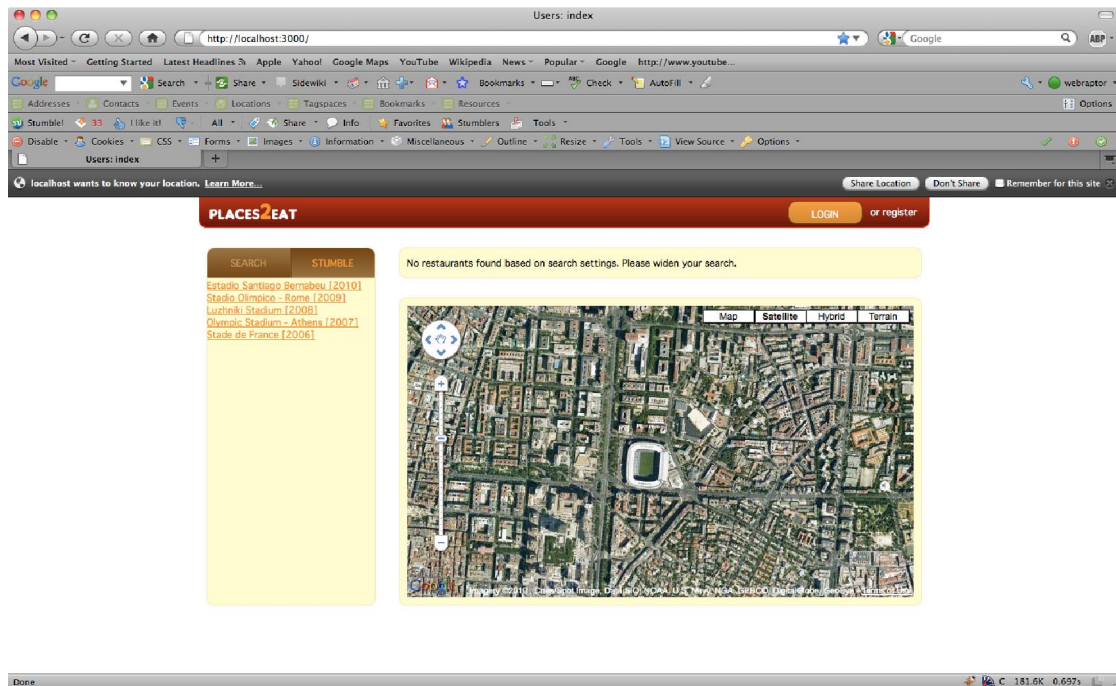 Users: index
http://localhost:3000/
Google
ABP
Most Visited Getting Started Latest Headlines Apple Yahoo! Google Maps YouTube Wikipedia News Popular Google http://www.youtube...
Google Search Share Sidewiki Bookmarks Check AutoFill webraptor
Addresses Contacts Events Locations Tagspaces Bookmarks Resources Options
Stumble! 33 I like it! All Share Info Favorites Stumblers Tools
Disable Cookies CSS Forms Images Information Miscellaneous Outline Resize Tools View Source Options
Users: index +
localhost wants to know your location. Learn More... Share Location Don't Share Remember for this site
PLACES2EAT LOGIN or register
SEARCH STUMBLE
No restaurants found based on search settings. Please widen your search.
Estadio Santiago Bernabeu [2010]
Stadio Olimpico - Rome [2009]
Luzhniki Stadium [2008]
Olympic Stadium - Athens [2007]
Stade de France [2006]
Map Satellite Hybrid Terrain
Google
Imagery ©2010
Done C 181.6K 0.697s